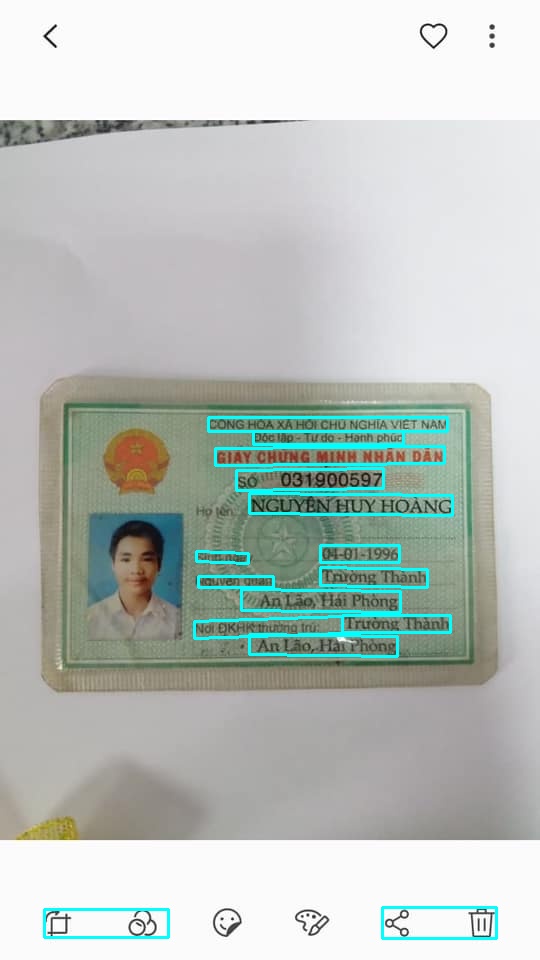 CỘNG HÒA XÃ HỘI CHỦ NGHĨA VIỆT NAM
Độc lập - Tự do - Hạnh phúc
GIẤY CHỨNG MINH NHÂN DÂN
SỐ 031900597
Họ tên: NGUYỄN HUY HOÀNG
Sinh ngày 04-01-1996
Nguyên quán Trường Thành
An Lão, Hải Phòng
Nơi ĐKHK thường trú: Trường Thành
An Lão, Hải Phòng